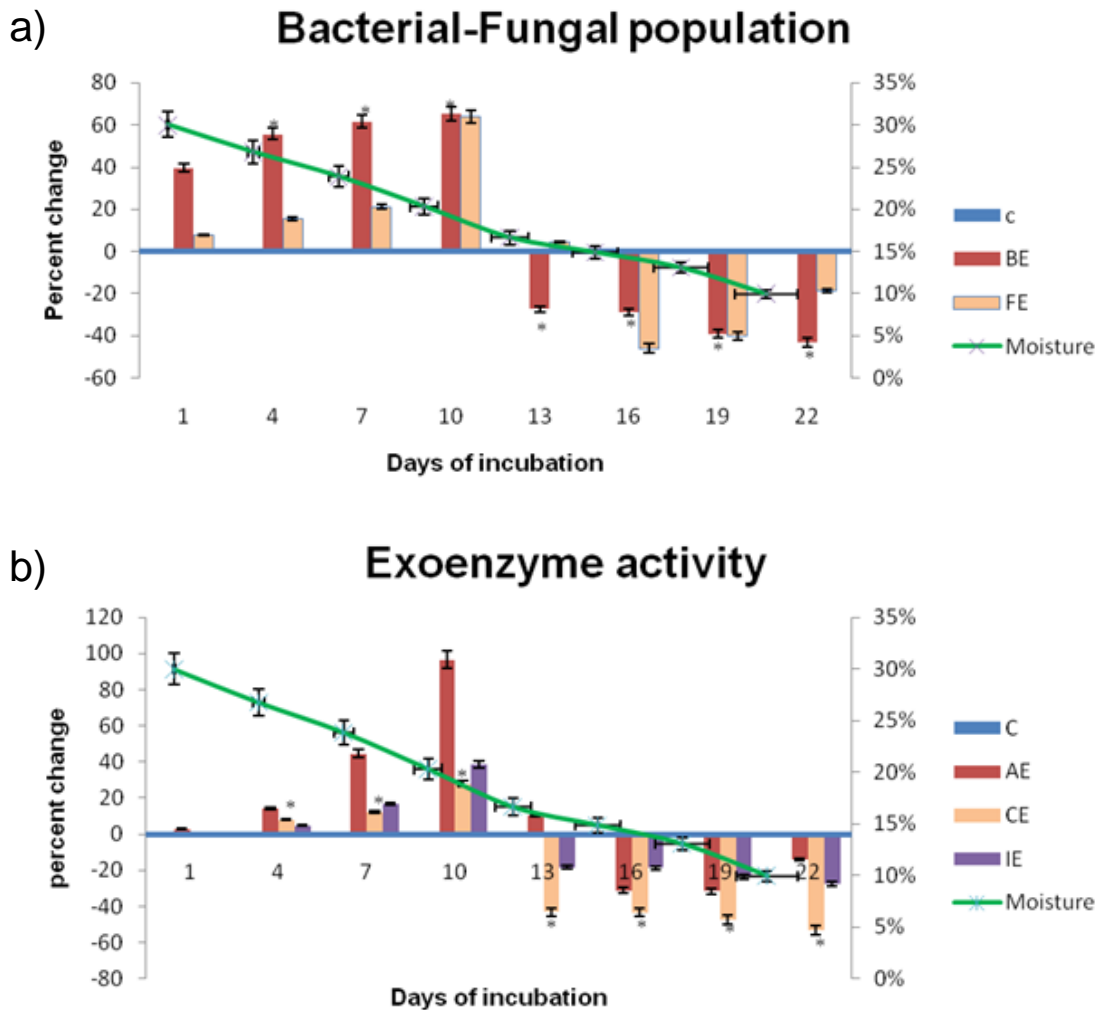 a)
Bacterial-Fungal population
80
60
40
20
0
-20
-40
-60
Percent change
35%
30%
25%
20%
15%
10%
5%
0%
* * * * * * *
1 4 7 10 13 16 19 22
Days of incubation
c
BE
FE
Moisture
b)
Exoenzyme activity
120
100
80
60
40
20
0
-20
-40
-60
-80
percent change
35%
30%
25%
20%
15%
10%
5%
0%
* * * * * * *
1 4 7 10 13 16 19 22
Days of incubation
C
AE
CE
IE
Moisture